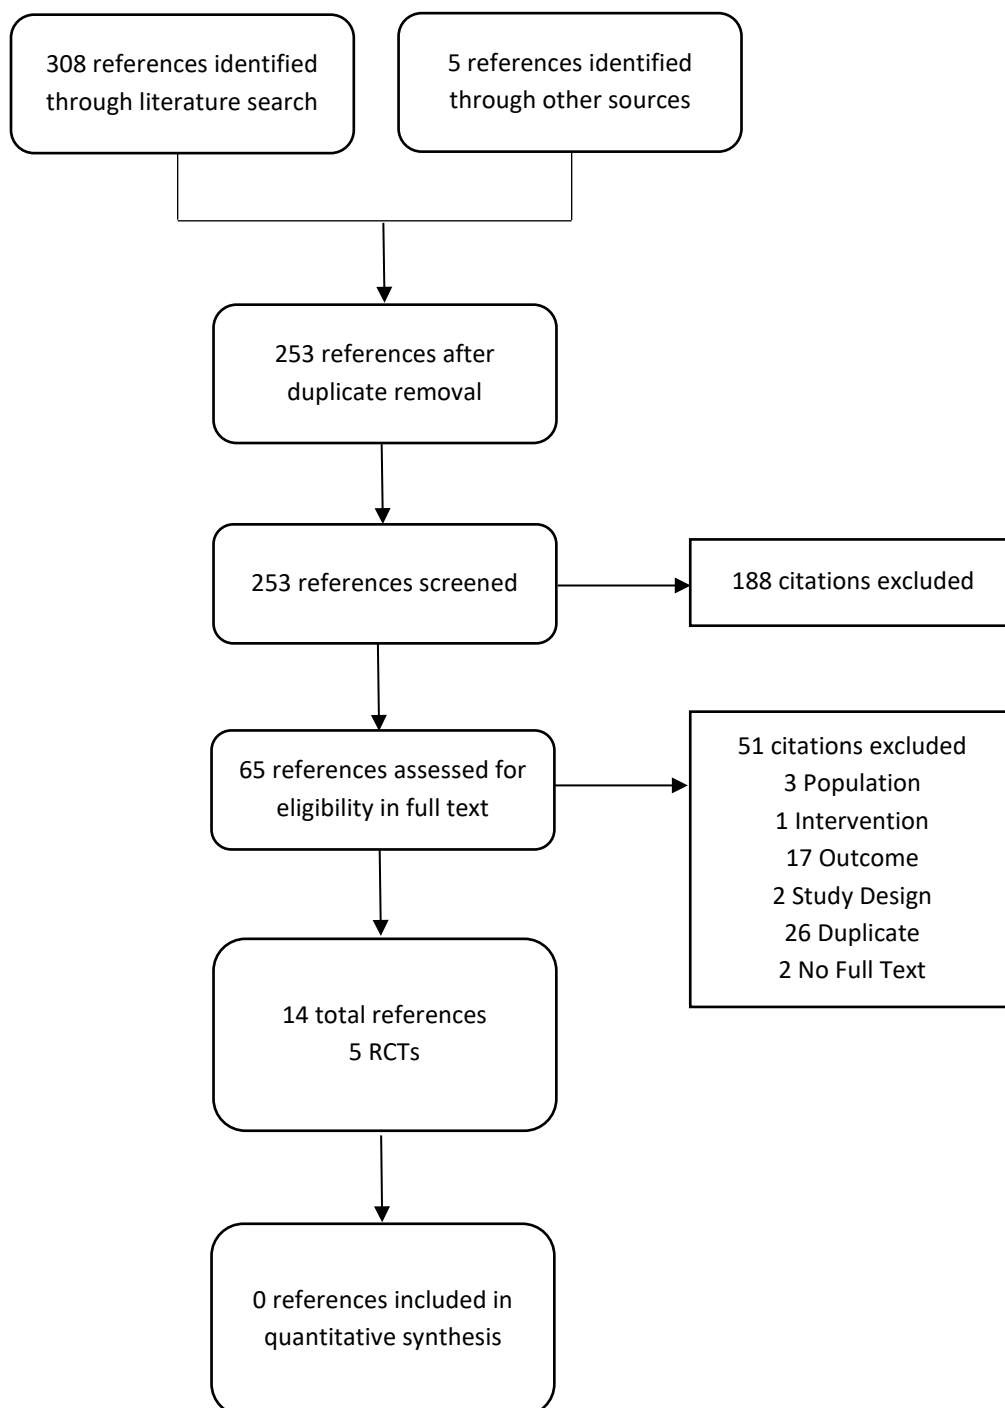 308 references identified
through literature search
5 references identified
through other sources
253 references after
duplicate removal
253 references screened
188 citations excluded
65 references assessed for
eligibility in full text
51 citations excluded
3 Population
1 Intervention
17 Outcome
2 Study Design
26 Duplicate
2 No Full Text
14 total references
5 RCTs
0 references included in
quantitative synthesis